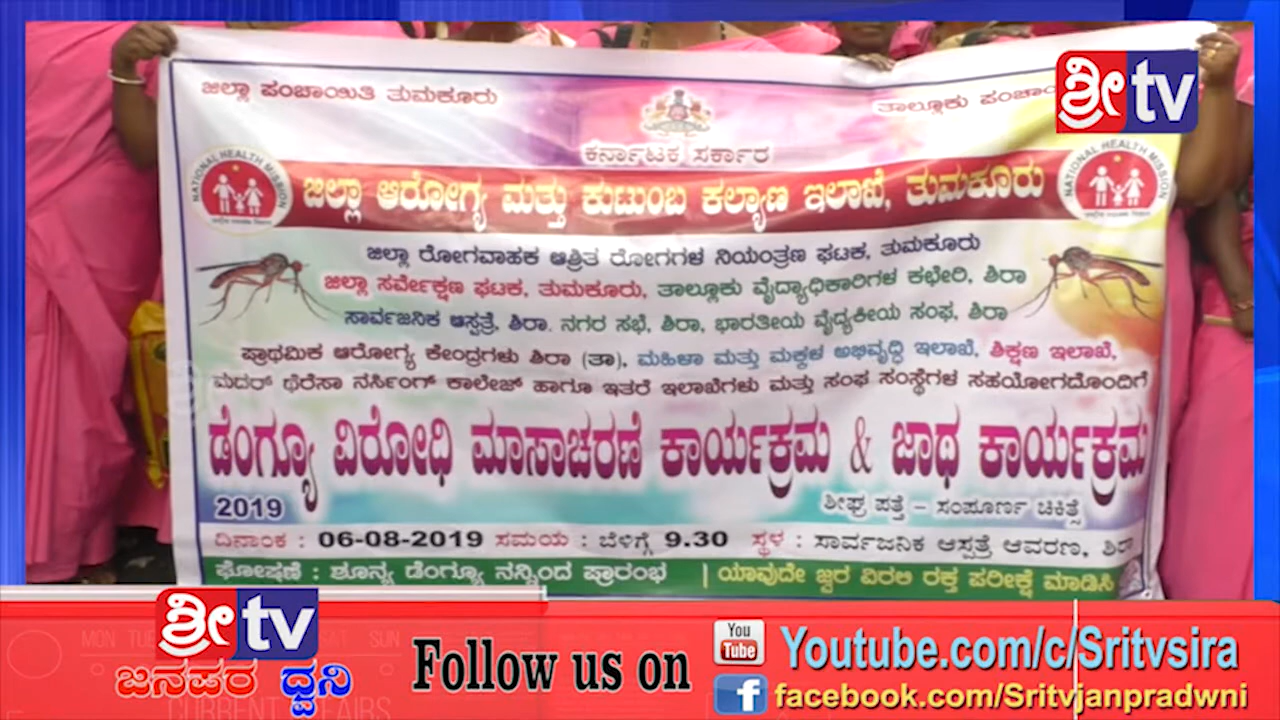 ಜಿಲ್ಲಾ ಪಂಚಾಯಿತಿ ತುಮಕೂರು
ತಾಲ್ಲೂಕು
ಶ್ರೀ tv
ಕರ್ನಾಟಕ ಸರ್ಕಾರ
NATIONAL HEALTH MISSION
ಜಿಲ್ಲಾ ಆರೋಗ್ಯ ಮತ್ತು ಕುಟುಂಬ ಕಲ್ಯಾಣ ಇಲಾಖೆ, ತುಮಕೂರು
NATIONAL HEALTH MISSION
ಜಿಲ್ಲಾ ರೋಗವಾಹಕ ಆಶ್ರಿತ ರೋಗಗಳ ನಿಯಂತ್ರಣ ಘಟಕ, ತುಮಕೂರು
ಜಿಲ್ಲಾ ಸರ್ವೇಕ್ಷಣ ಘಟಕ, ತುಮಕೂರು, ತಾಲ್ಲೂಕು ವೈದ್ಯಾಧಿಕಾರಿಗಳ ಕಛೇರಿ, ಶಿರಾ
ಸಾರ್ವಜನಿಕ ಆಸ್ಪತ್ರೆ, ಶಿರಾ. ನಗರ ಸಭೆ, ಶಿರಾ, ಭಾರತೀಯ ವೈದ್ಯಕೀಯ ಸಂಘ, ಶಿರಾ
ಪ್ರಾಥಮಿಕ ಆರೋಗ್ಯ ಕೇಂದ್ರಗಳು ಶಿರಾ (ತಾ), ಮಹಿಳಾ ಮತ್ತು ಮಕ್ಕಳ ಅಭಿವೃದ್ಧಿ ಇಲಾಖೆ, ಶಿಕ್ಷಣ ಇಲಾಖೆ,
ಮದರ್ ಥೆರೆಸಾ ನರ್ಸಿಂಗ್ ಕಾಲೇಜ್ ಹಾಗೂ ಇತರೆ ಇಲಾಖೆಗಳು ಮತ್ತು ಸಂಘ ಸಂಸ್ಥೆಗಳ ಸಹಯೋಗದೊಂದಿಗೆ
ಡೆಂಗ್ಯೂ ವಿರೋಧಿ ಮಾಸಾಚರಣೆ ಕಾರ್ಯಕ್ರಮ & ಜಾಥ ಕಾರ್ಯಕ್ರಮ
2019
ಶೀಘ್ರ ಪತ್ತೆ – ಸಂಪೂರ್ಣ ಚಿಕಿತ್ಸೆ
ದಿನಾಂಕ : 06-08-2019 ಸಮಯ : ಬೆಳಿಗ್ಗೆ 9.30 ಸ್ಥಳ : ಸಾರ್ವಜನಿಕ ಆಸ್ಪತ್ರೆ ಆವರಣ, ಶಿರಾ
ಘೋಷಣೆ : ಶೂನ್ಯ ಡೆಂಗ್ಯೂ ನನ್ನಿಂದ ಪ್ರಾರಂಭ | ಯಾವುದೇ ಜ್ವರ ವಿರಲಿ ರಕ್ತ ಪರೀಕ್ಷೆ ಮಾಡಿಸಿ
ಶ್ರೀ tv
ಜನಪರ ಧ್ವನಿ
Follow us on
You Tube
Youtube.com/c/Sritvsira
f facebook.com/Sritvjanpradwni